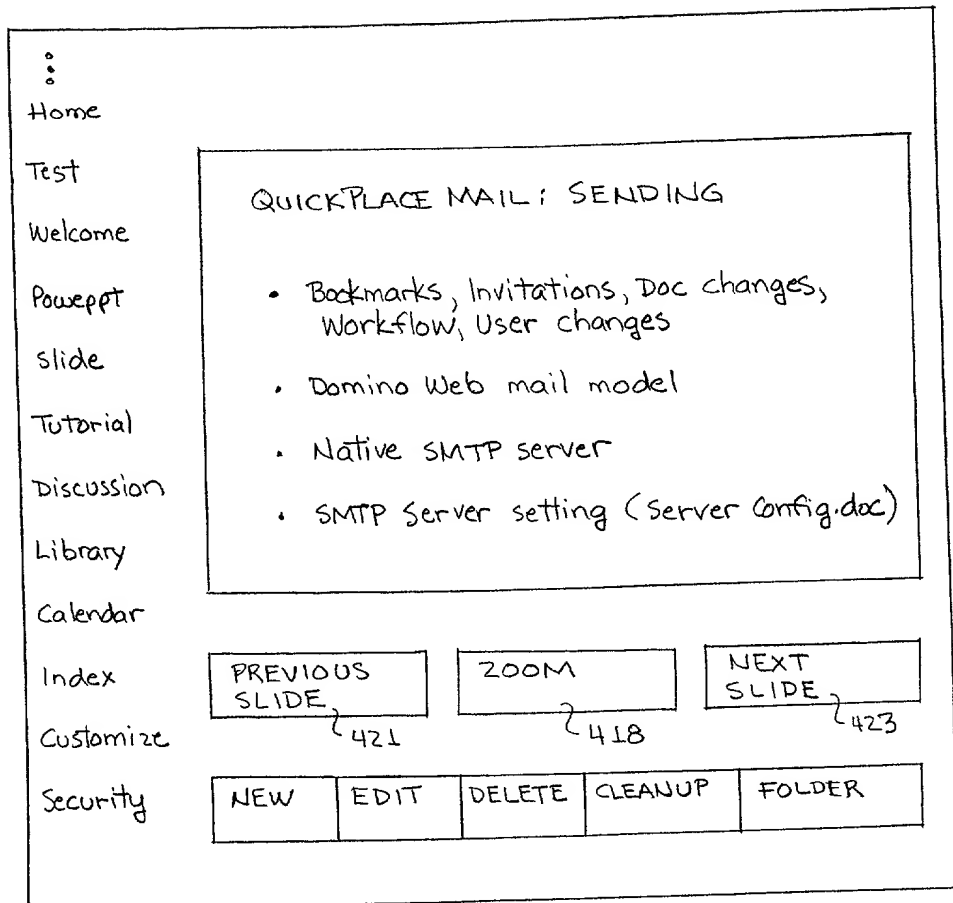 Home
Test
Welcome
Poweppt
Slide
Tutorial
Discussion
Library
Calendar
Index
Customize
Security
QUICKPLACE MAIL: SENDING
• Bookmarks, Invitations, Doc changes,
Workflow, User changes
• Domino Web mail model
• Native SMTP server
• SMTP Server setting (Server Config.doc)
PREVIOUS
SLIDE
421
ZOOM
418
NEXT
SLIDE
423
NEW
EDIT
DELETE
CLEANUP
FOLDER